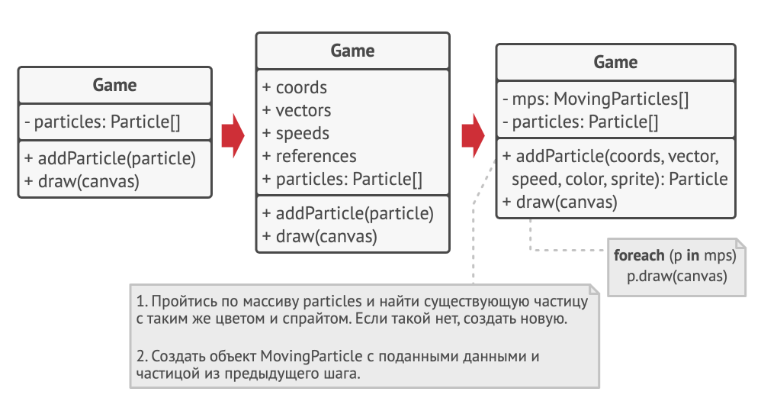 Game
- particles: Particle[]
+ addParticle(particle)
+ draw(canvas)
Game
+ coords
+ vectors
+ speeds
+ references
+ particles: Particle[]
+ addParticle(particle)
+ draw(canvas)
Game
- mps: MovingParticles[]
- particles: Particle[]
+ addParticle(coords, vector,
speed, color, sprite): Particle
+ draw(canvas)
foreach (p in mps)
p.draw(canvas)
1. Пройтись по массиву particles и найти существующую частицу
с таким же цветом и спрайтом. Если такой нет, создать новую.
2. Создать объект MovingParticle с поданными данными и
частицой из предыдущего шага.